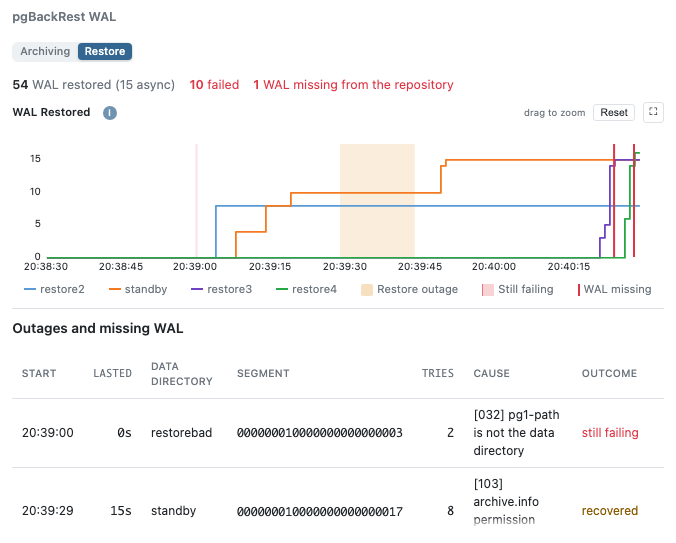 pgBackRest WAL
Archiving Restore
54 WAL restored (15 async) 10 failed 1 WAL missing from the repository
WAL Restored i drag to zoom Reset
15
10
5
0
20:38:30 20:38:45 20:39:00 20:39:15 20:39:30 20:39:45 20:40:00 20:40:15
restore2 standby restore3 restore4 Restore outage Still failing WAL missing
Outages and missing WAL
START LASTED DATA DIRECTORY SEGMENT TRIES CAUSE OUTCOME
20:39:00 0s restorebad 000000010000000000000003 2 [032] pg1-path is not the data directory still failing
20:39:29 15s standby 000000010000000000000017 8 [103] archive.info permission recovered